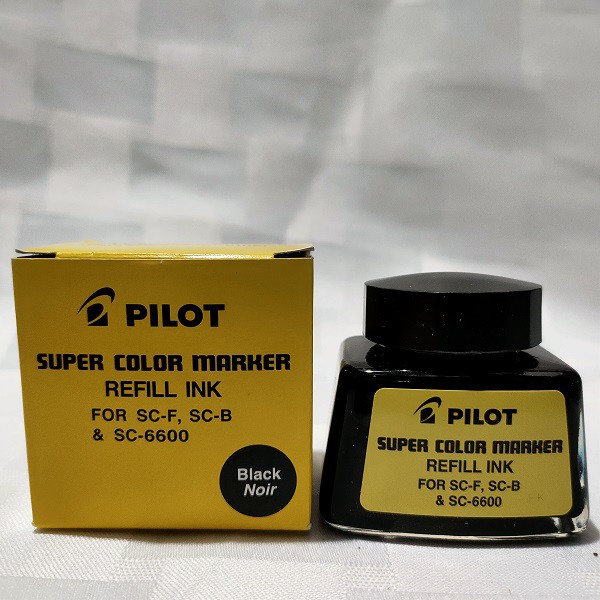 PILOT
SUPER COLOR MARKER
REFILL INK
FOR SC-F, SC-B
& SC-6600
Black
Noir
PILOT
SUPER COLOR MARKER
REFILL INK
FOR SC-F, SC-B
& SC-6600